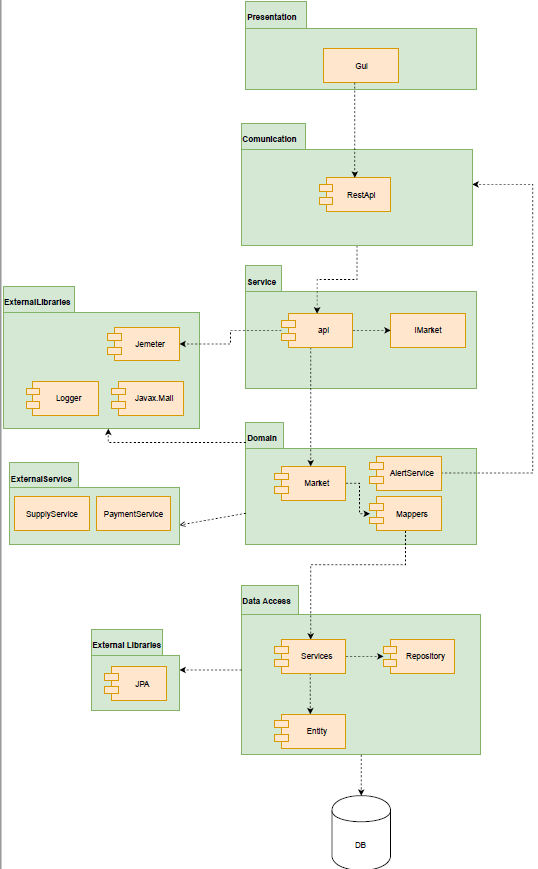 Presentation
Gui
Comunication
RestApi
Service
ExternalLibraries
api
IMarket
Jemeter
Logger
Javax.Mail
Domain
AlertService
ExternalService
Market
SupplyService
PaymentService
Mappers
Data Access
External Libraries
Services
Repository
JPA
Entity
DB